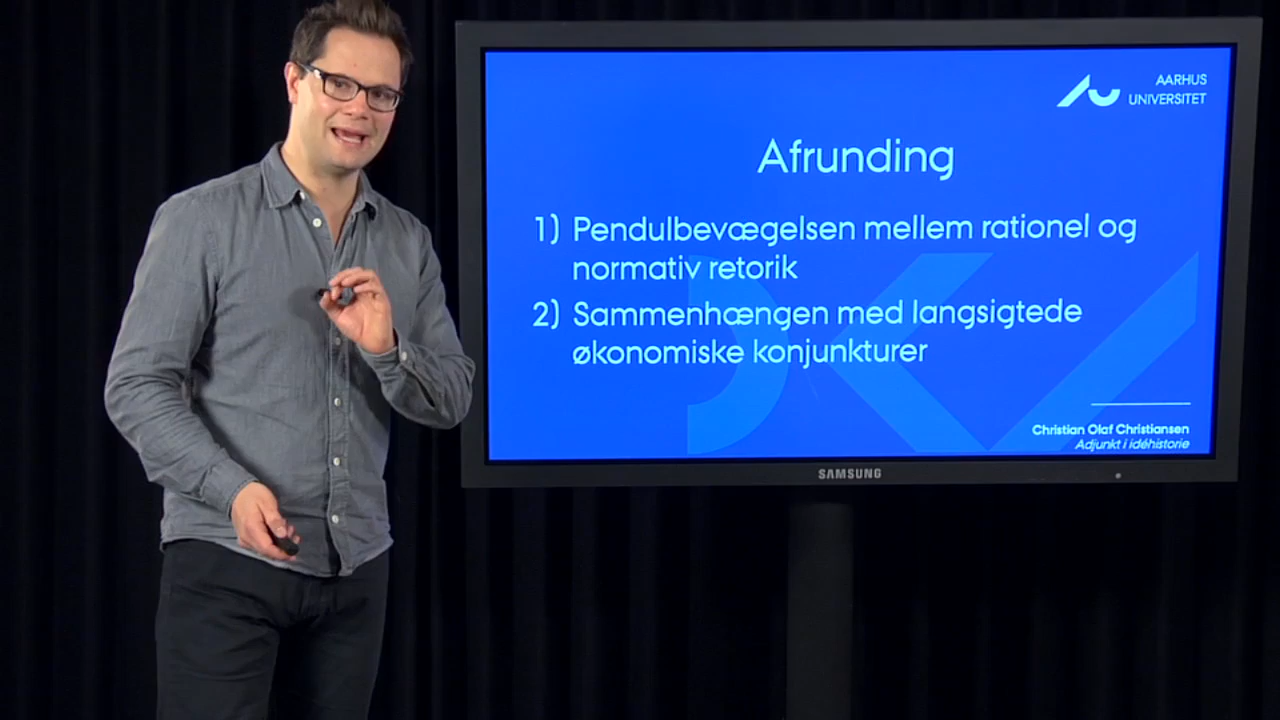 AARHUS
UNIVERSITET
Afrunding
1) Pendulbevægelsen mellem rationel og
normativ retorik
2) Sammenhængen med langsigtede
økonomiske konjunkturer
Christian Olaf Christiansen
Adjunkt i idéhistorie
SAMSUNG